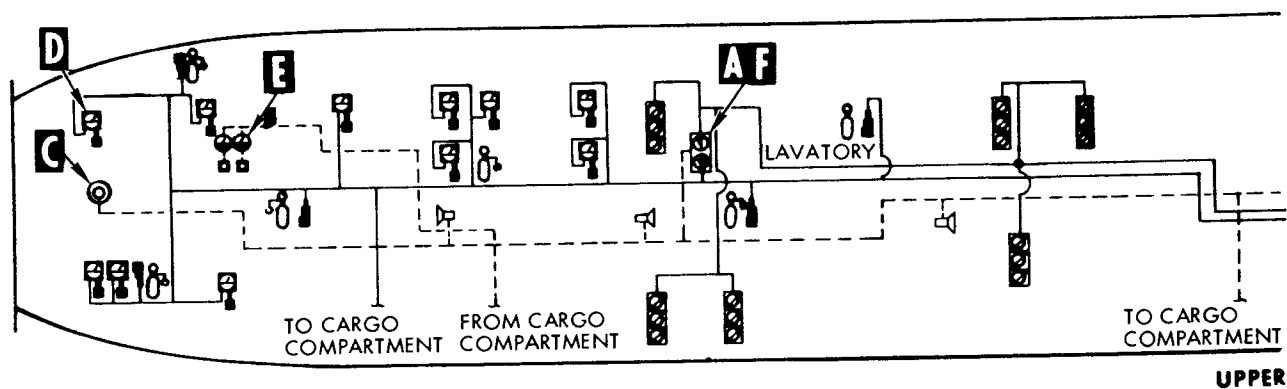 D
E
A F
C
LAVATORY
TO CARGO
COMPARTMENT
FROM CARGO
COMPARTMENT
TO CARGO
COMPARTMENT
UPPER